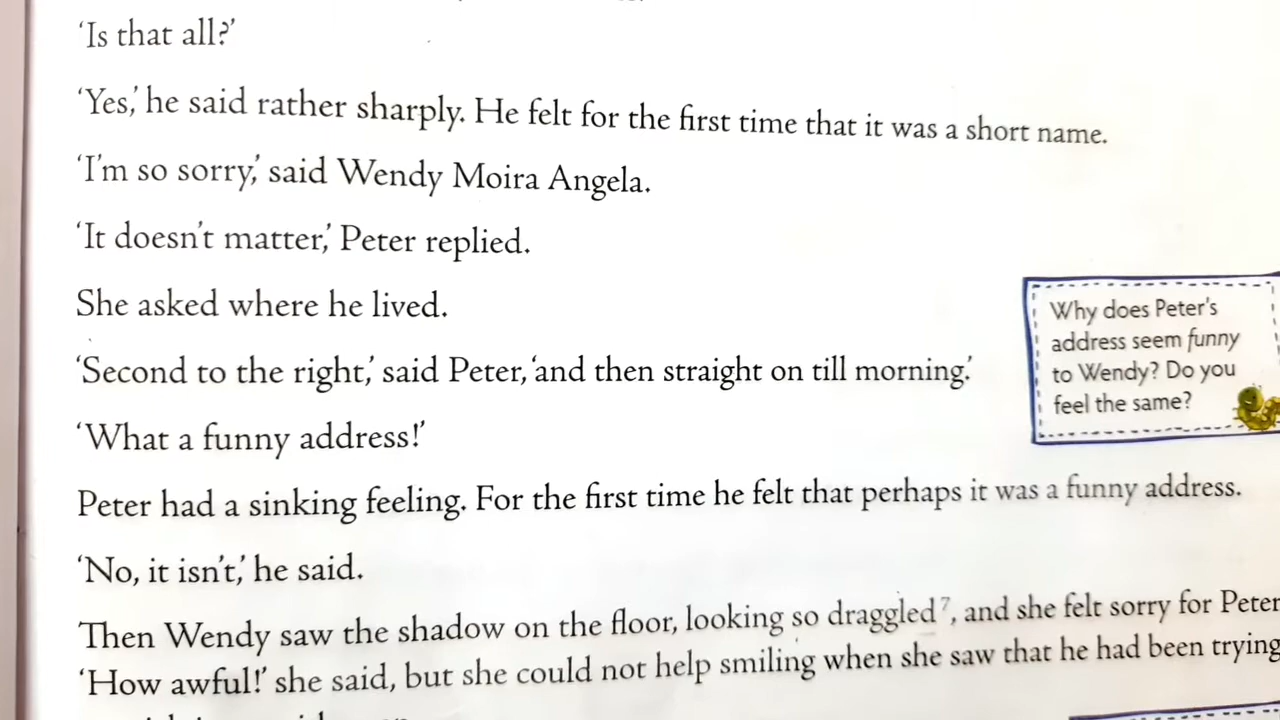 ‘Is that all?’
‘Yes,’ he said rather sharply. He felt for the first time that it was a short name.
‘I’m so sorry,’ said Wendy Moira Angela.
‘It doesn’t matter,’ Peter replied.
She asked where he lived.
‘Second to the right,’ said Peter, ‘and then straight on till morning.’
‘What a funny address!’
Peter had a sinking feeling. For the first time he felt that perhaps it was a funny address.
‘No, it isn’t,’ he said.
Then Wendy saw the shadow on the floor, looking so draggled⁷, and she felt sorry for Peter
‘How awful!’ she said, but she could not help smiling when she saw that he had been trying
Why does Peter’s
address seem funny
to Wendy? Do you
feel the same?